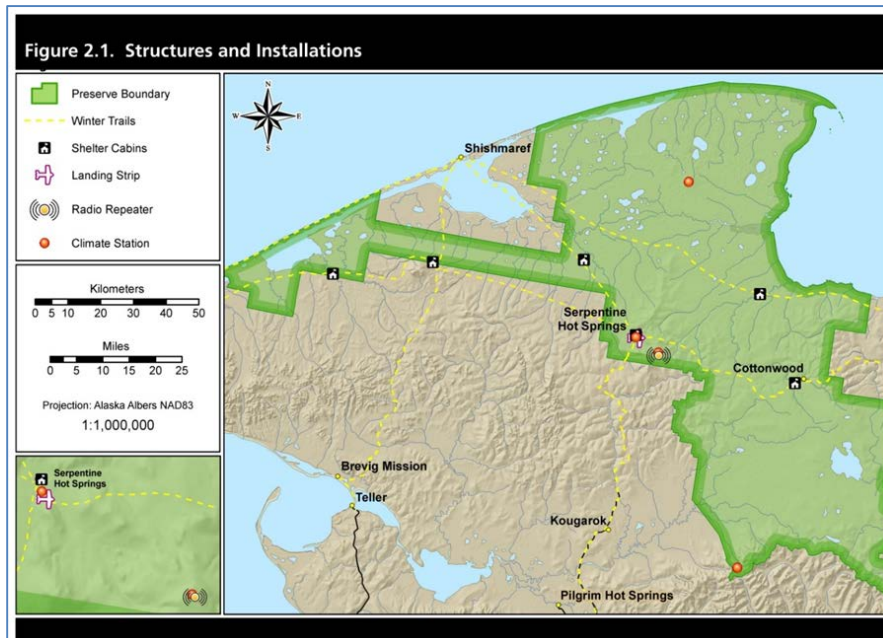 Figure 2.1. Structures and Installations
Preserve Boundary
Winter Trails
Shelter Cabins
Landing Strip
Radio Repeater
Climate Station
Kilometers
0 5 10 20 30 40 50
Miles
0 5 10 15 20 25
Projection: Alaska Albers NAD83
1:1,000,000
Serpentine
Hot Springs
N
W E
S
Shishmaref
Serpentine
Hot Springs
Cottonwood
Brevig Mission
Teller
Kougarok
Pilgrim Hot Springs